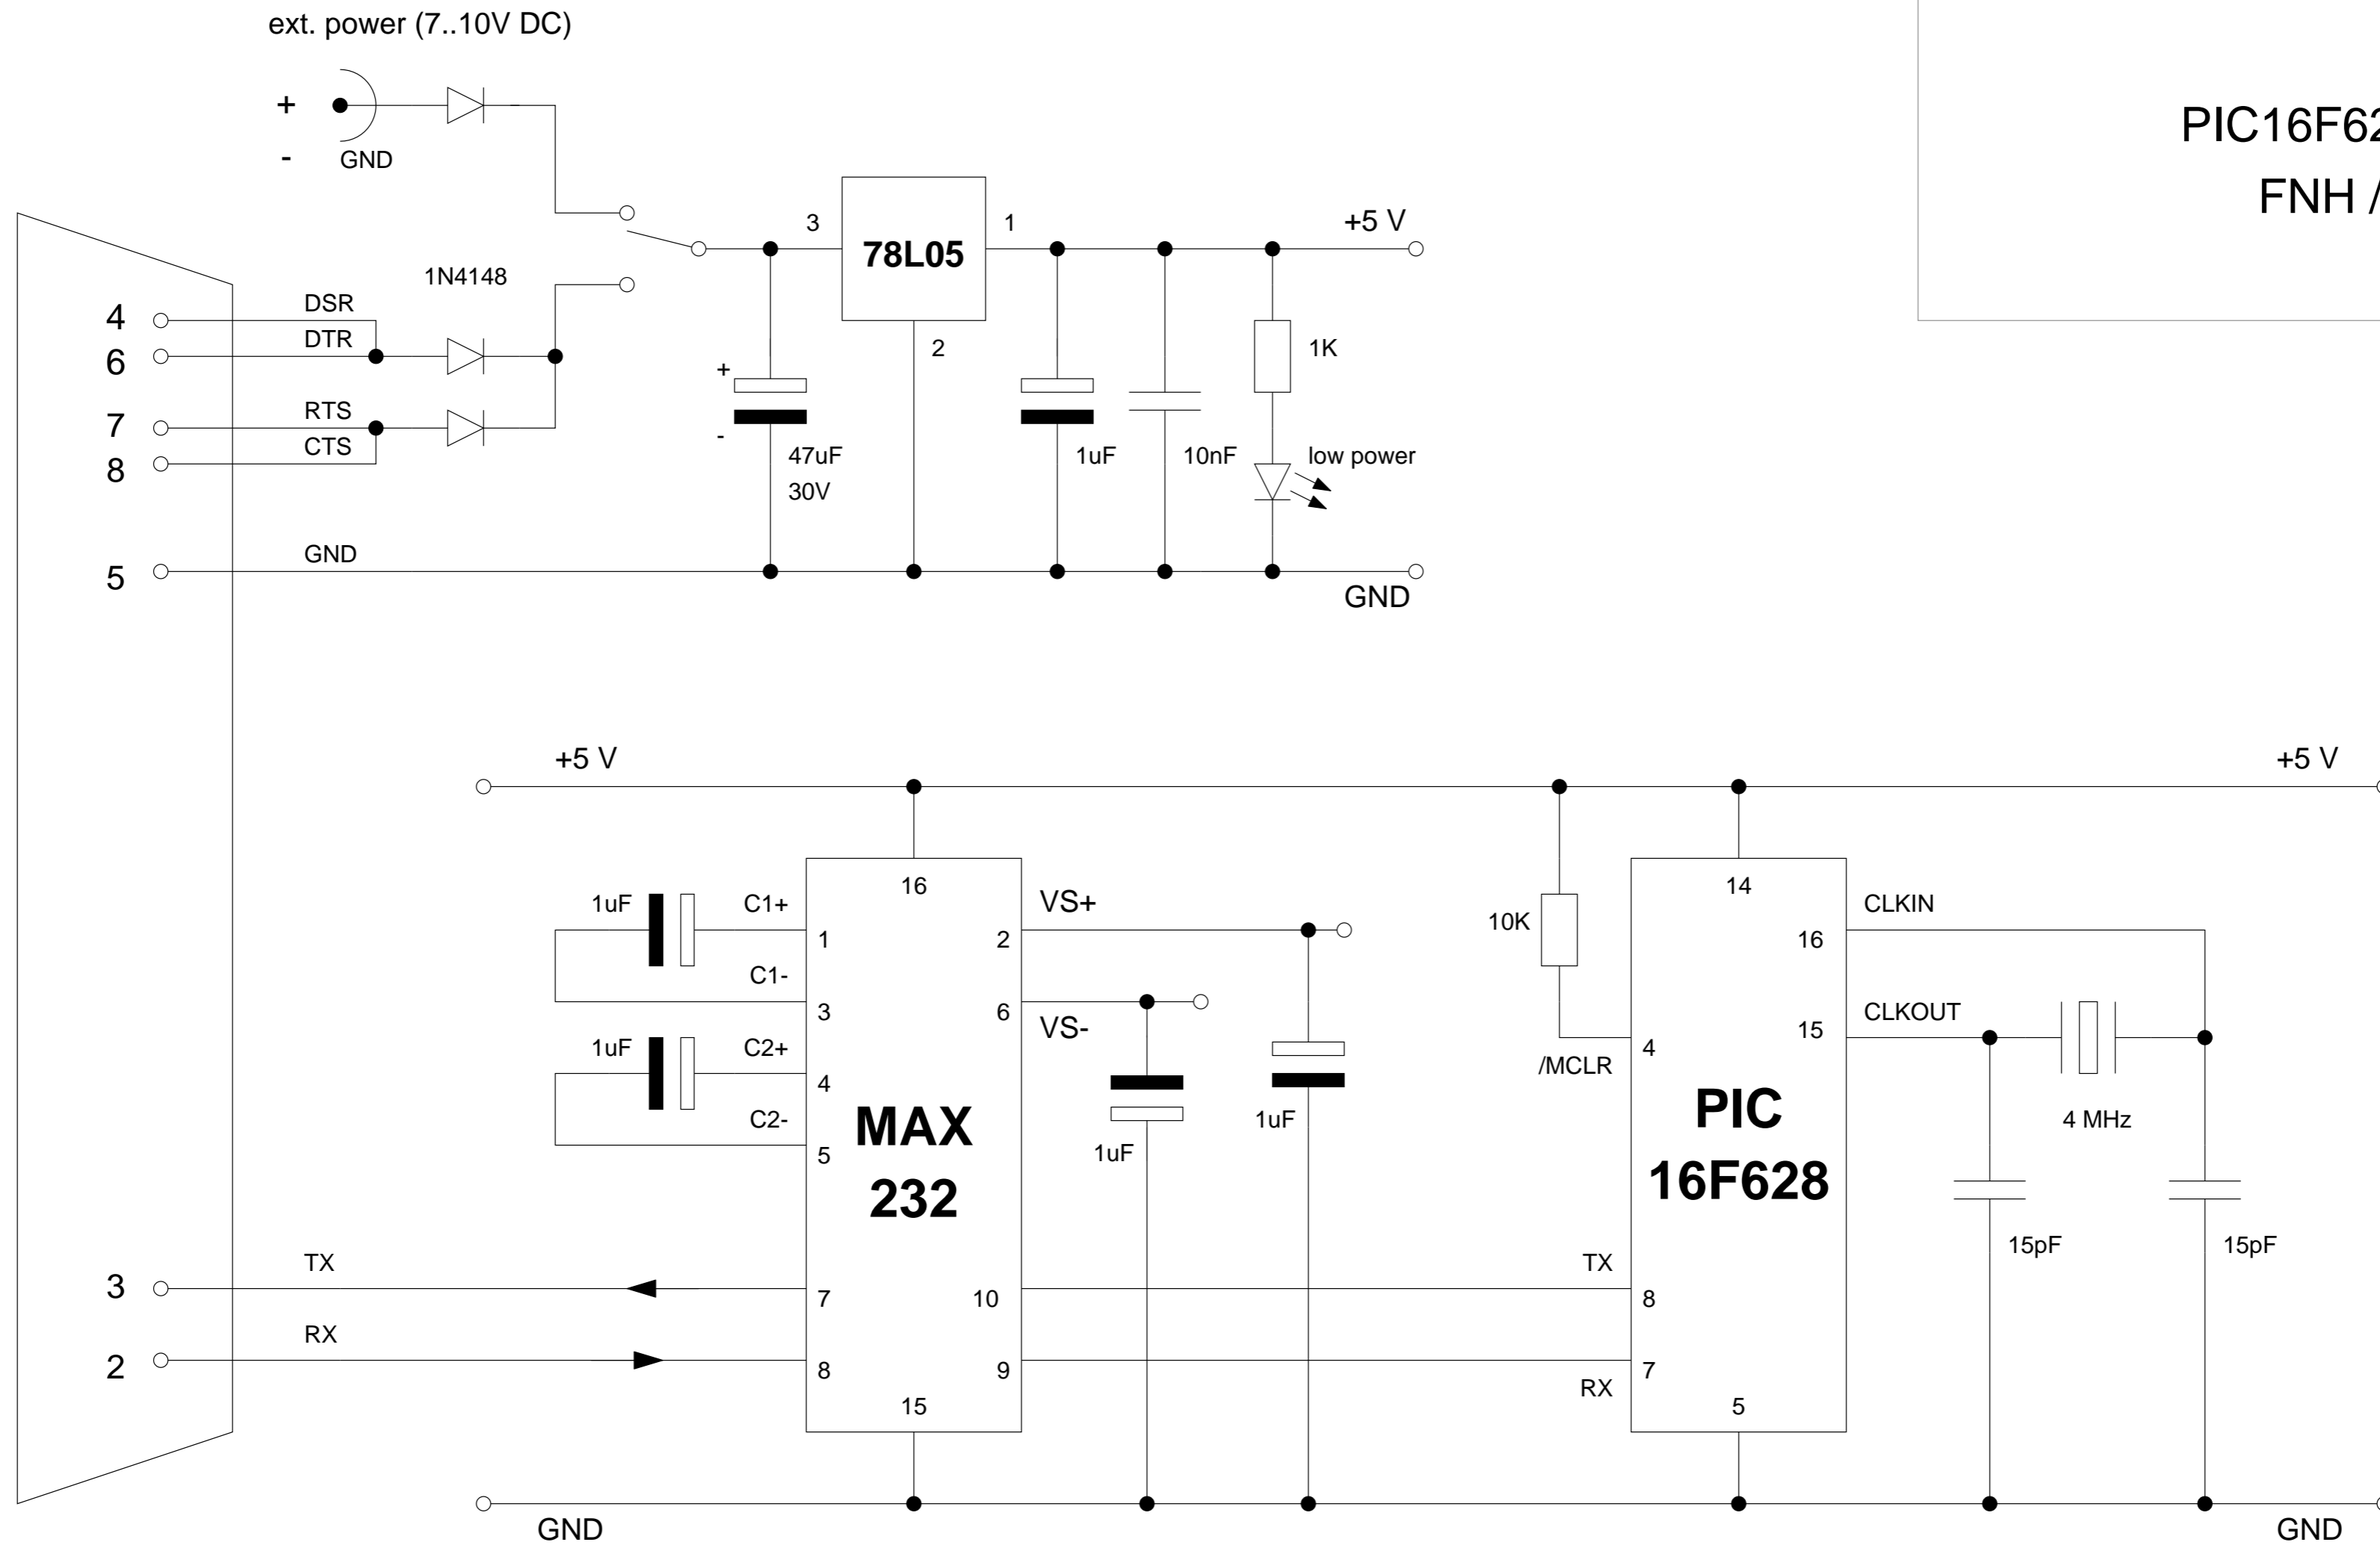 ext. power (7..10V DC)
+
-
GND
PIC16F62
FNH /
3
78L05
1
+5 V
2
1N4148
4
DSR
DTR
6
7
RTS
CTS
8
+
-
47uF
30V
1uF
10nF
1K
low power
5
GND
GND
+5 V
+5 V
16
14
1uF
C1+
1
C1-
3
1uF
C2+
4
C2-
5
MAX
232
2
VS+
6
VS-
1uF
1uF
10K
4
/MCLR
PIC
16F628
CLKIN
16
CLKOUT
15
4 MHz
15pF
15pF
3
TX
7
10
TX
8
2
RX
8
9
RX
7
15
5
GND
GND